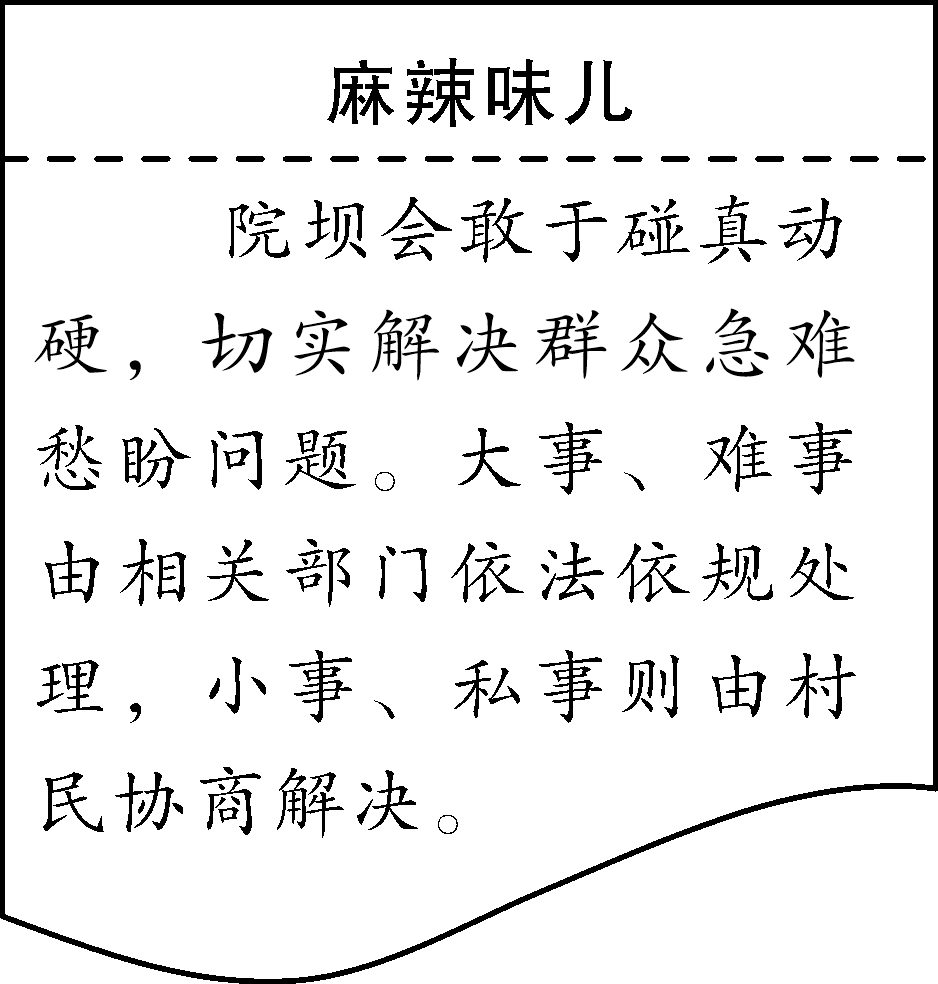 麻辣味儿
院坝会敢于碰真动
硬，切实解决群众急难
愁盼问题。大事、难事
由相关部门依法依规处
理，小事、私事则由村
民协商解决。